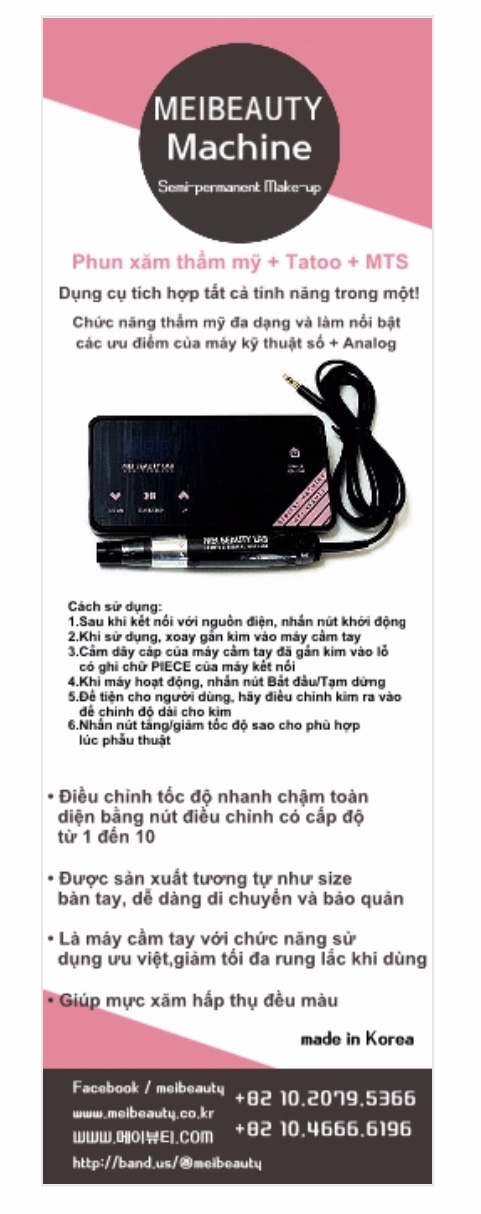 MEIBEAUTY
Machine
Semi-permanent Make-up
Phun xăm thẩm mỹ + Tatoo + MTS
Dụng cụ tích hợp tất cả tính năng trong một!
Chức năng thẩm mỹ đa dạng và làm nổi bật
các ưu điểm của máy kỹ thuật số + Analog
MEI BEAUTY LAB
MEI BEAUTY LAB
Cách sử dụng:
1.Sau khi kết nối với nguồn điện, nhấn nút khởi động
2.Khi sử dụng, xoay gắn kim vào máy cầm tay
3.Cắm dây cáp của máy cầm tay đã gắn kim vào lỗ
có ghi chữ PIECE của máy kết nối
4.Khi máy hoạt động, nhấn nút Bắt đầu/Tạm dừng
5.Để tiện cho người dùng, hãy điều chỉnh kim ra vào
để chỉnh độ dài cho kim
6.Nhấn nút tăng/giảm tốc độ sao cho phù hợp
lúc phẫu thuật
• Điều chỉnh tốc độ nhanh chậm toàn
diện bằng nút điều chỉnh có cấp độ
từ 1 đến 10
• Được sản xuất tương tự như size
bàn tay, dễ dàng di chuyển và bảo quản
• Là máy cầm tay với chức năng sử
dụng ưu việt,giảm tối đa rung lắc khi dùng
• Giúp mực xăm hấp thụ đều màu
made in Korea
Facebook / meibeauty
www.meibeauty.co.kr
www.메이뷰티.com
http://band.us/@meibeauty
+82 10.2079.5366
+82 10.4666.6196